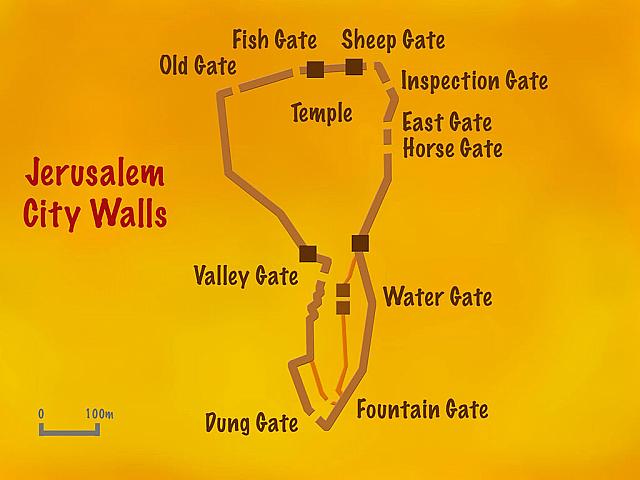 Fish Gate
Sheep Gate
Old Gate
Inspection Gate
Temple
East Gate
Horse Gate
Jerusalem
City Walls
Valley Gate
Water Gate
0 100m
Dung Gate
Fountain Gate